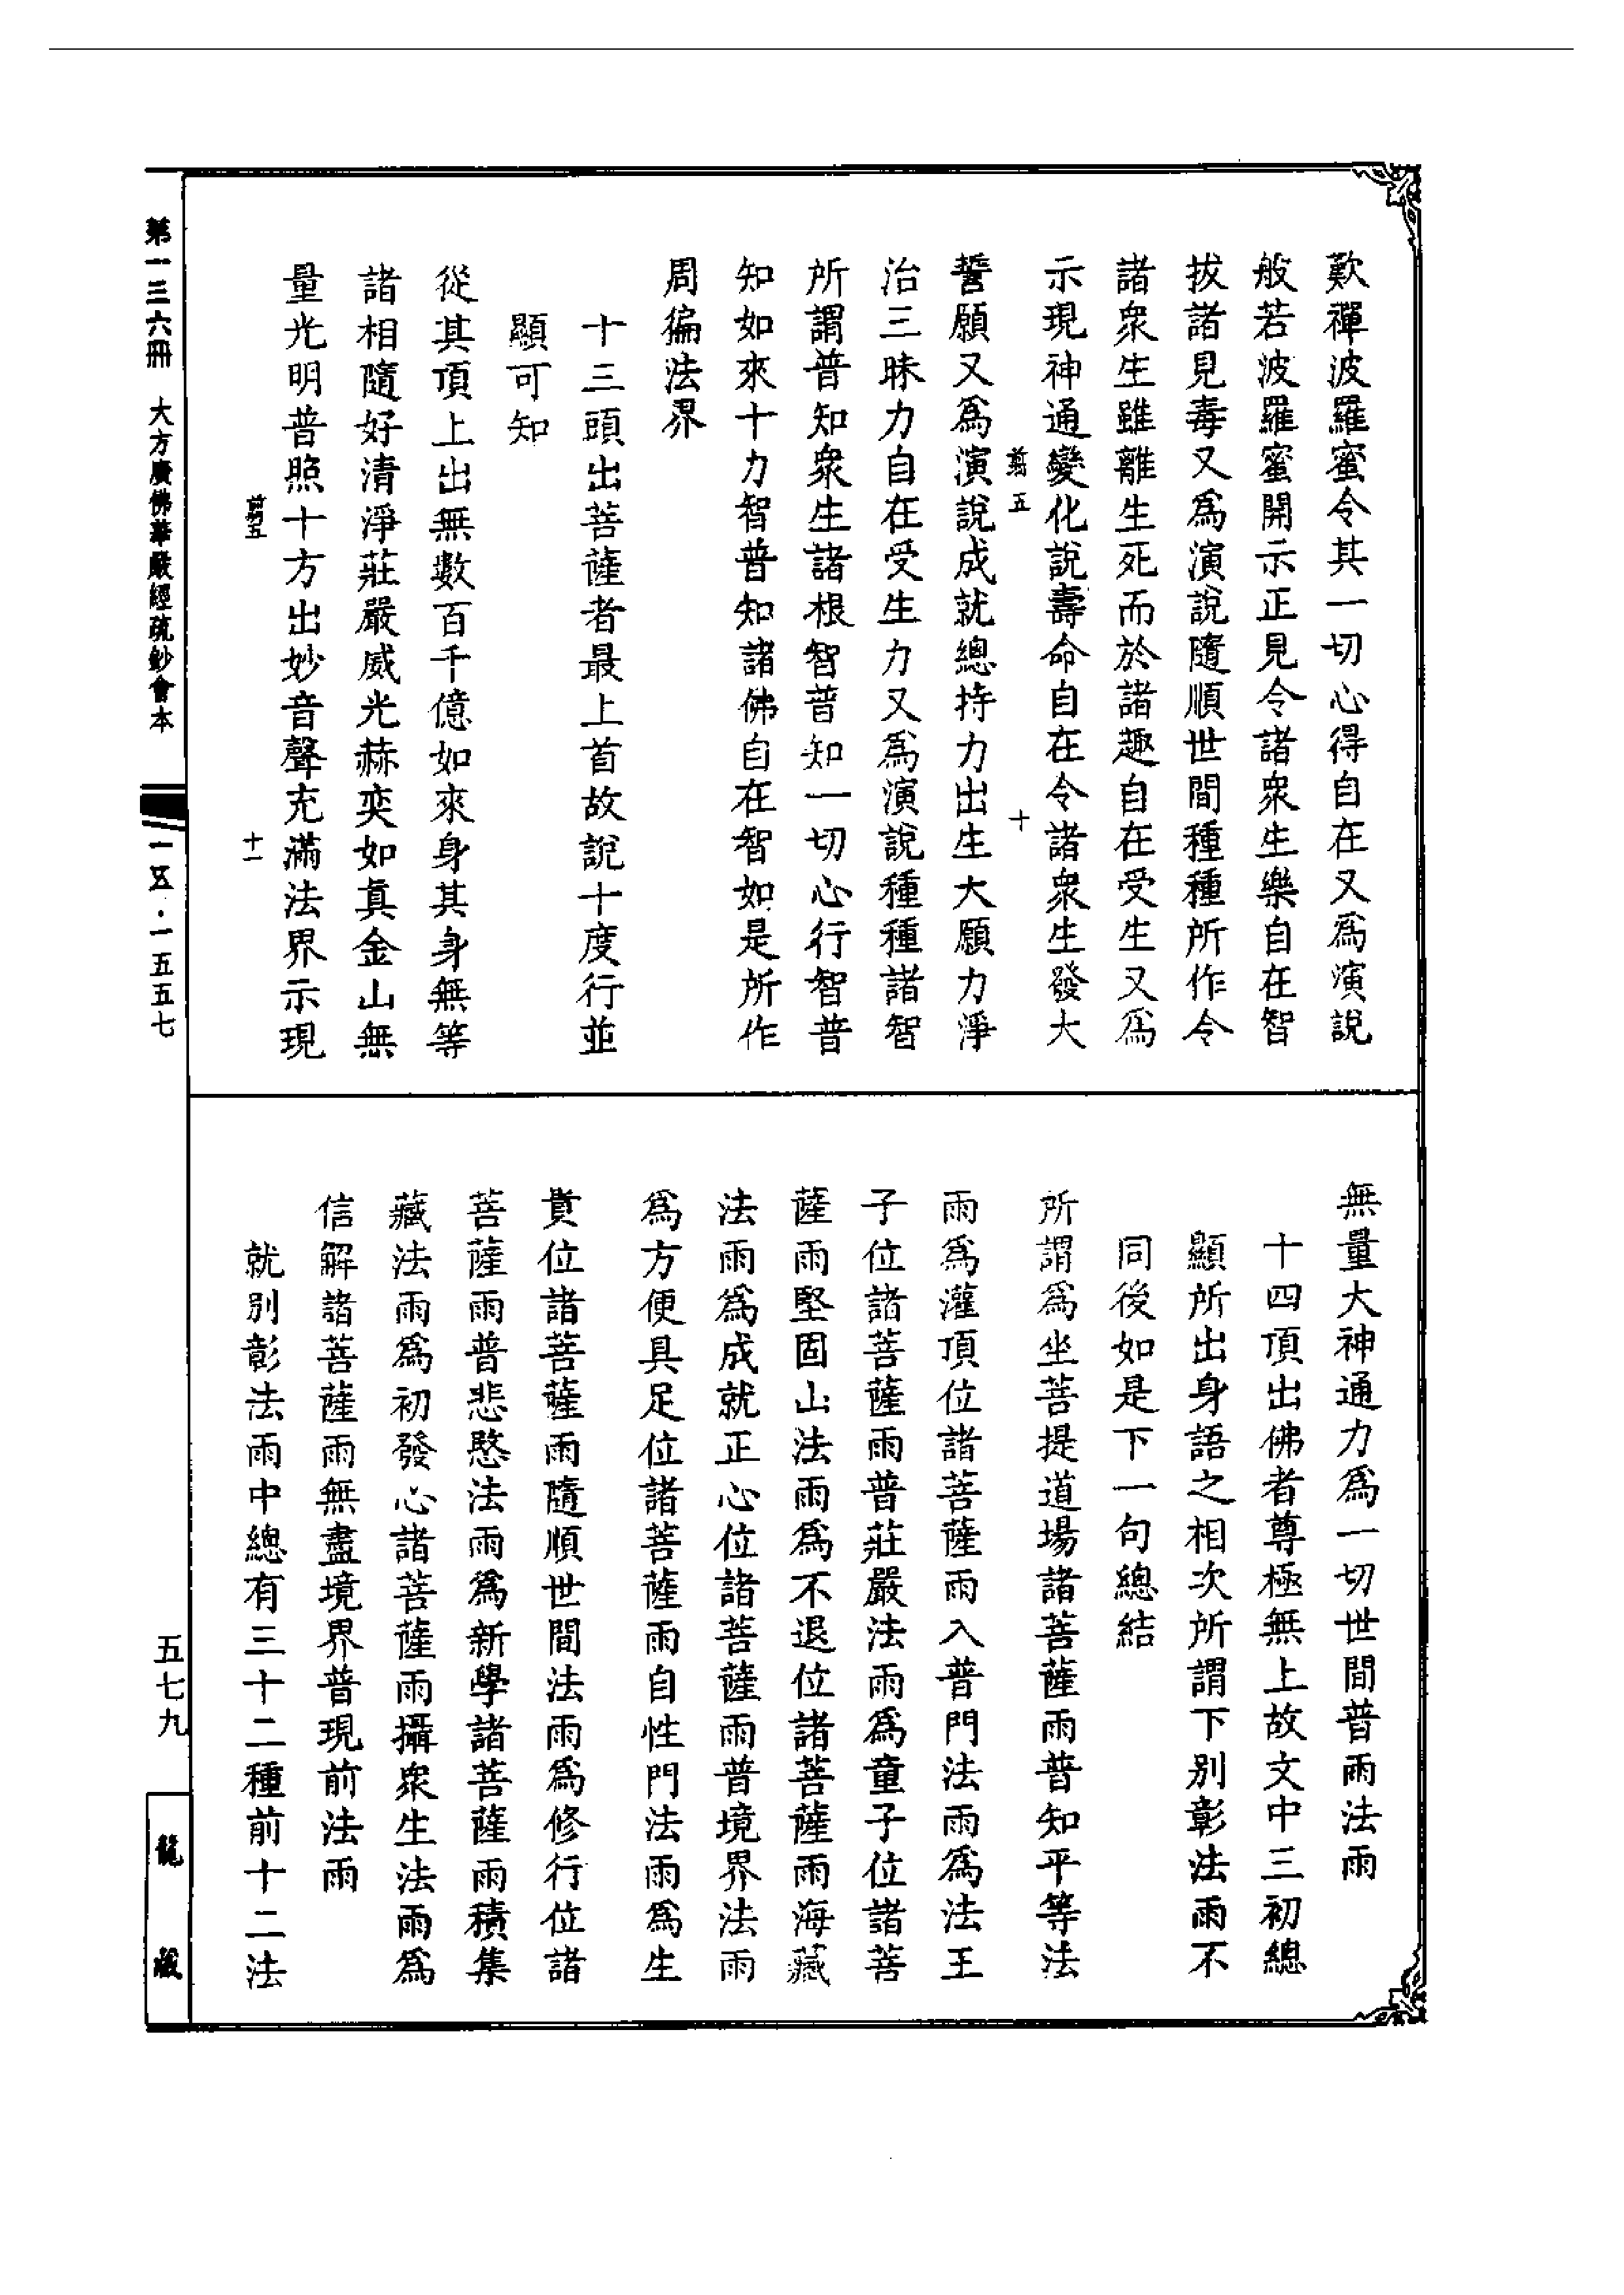 歎禪波羅蜜令其一切心得自在又爲演說
般若波羅蜜開示正見令諸衆生樂自在智
拔諸見毒又爲演說隨順世間種種所作令
諸衆生雖離生死而於諸趣自在受生又爲
示現神通變化說壽命自在令諸衆生發大
翦五 十
誓願又爲演說成就總持力出生大願力淨
治三昧力自在受生力又爲演說種種諸智
所謂普知衆生諸根智普知一切心行智普
知如來十力智普知諸佛自在智如是所作
周徧法界
十三頭出菩薩者最上首故說十度行並
顯可知
從其頂上出無數百千億如來身其身無等
諸相隨好清淨莊嚴威光赫奕如真金山無
量光明普照十方出妙音聲充滿法界示現
翦五 十一
無量大神通力爲一切世間普雨法雨
十四頂出佛者尊極無上故文中三初總
顯所出身語之相次所謂下別彰法雨不
同後如是下一句總結
所謂爲坐菩提道場諸菩薩雨普知平等法
雨爲灌頂位諸菩薩雨入普門法雨爲法王
子位諸菩薩雨普莊嚴法雨爲童子位諸菩
薩雨堅固山法雨爲不退位諸菩薩雨海藏
法雨爲成就正心位諸菩薩雨普境界法雨
爲方便具足位諸菩薩雨自性門法雨爲生
貴位諸菩薩雨隨順世間法雨爲修行位諸
菩薩雨普悲愍法雨爲新學諸菩薩雨積集
藏法雨爲初發心諸菩薩雨攝衆生法雨爲
信解諸菩薩雨無盡境界普現前法雨
就別彰法雨中總有三十二種前十二法
第一三六冊 大方廣佛華嚴經疏鈔會本 一五五·一五五七
五七九
龍藏